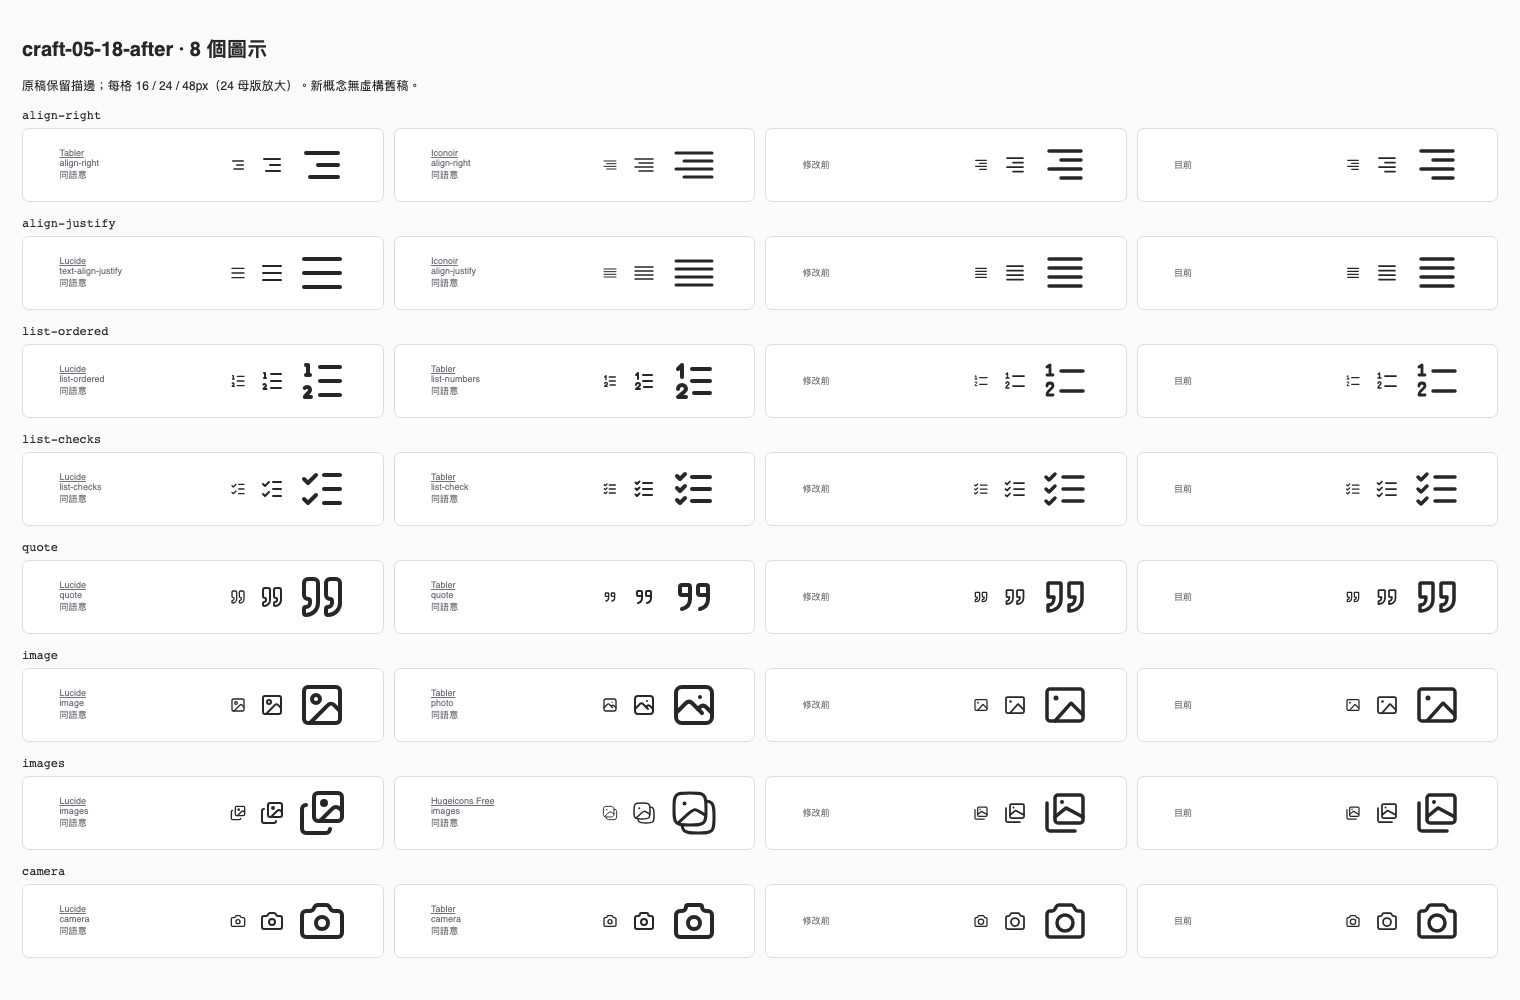 craft-05-18-after · 8 個圖示
原稿保留描邊；每格 16 / 24 / 48px（24 母版放大）。新概念無虛構舊稿。
align-right
Tabler
align-right
同語意
Iconoir
align-right
同語意
修改前
目前
align-justify
Lucide
text-align-justify
同語意
Iconoir
align-justify
同語意
修改前
目前
list-ordered
Lucide
list-ordered
同語意
Tabler
list-numbers
同語意
修改前
目前
list-checks
Lucide
list-checks
同語意
Tabler
list-check
同語意
修改前
目前
quote
Lucide
quote
同語意
Tabler
quote
同語意
修改前
目前
image
Lucide
image
同語意
Tabler
photo
同語意
修改前
目前
images
Lucide
images
同語意
Hugeicons Free
images
同語意
修改前
目前
camera
Lucide
camera
同語意
Tabler
camera
同語意
修改前
目前